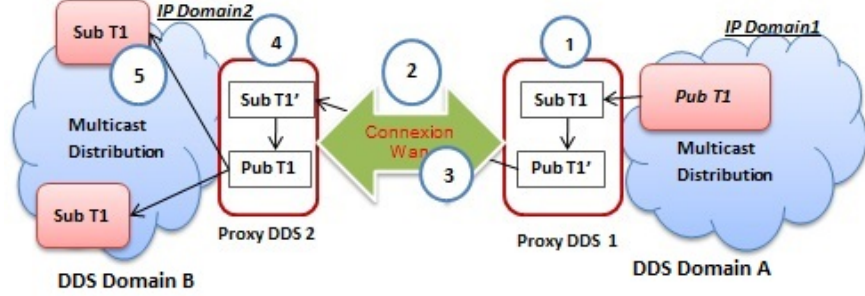 IP Domain2
IP Domain1
Sub T1
5
4
2
1
Pub T1
Sub T1’
Sub T1
Multicast
Distribution
Connexion
Wan
Multicast
Distribution
Pub T1
3
Pub T1’
Sub T1
Proxy DDS 2
Proxy DDS 1
DDS Domain B
DDS Domain A